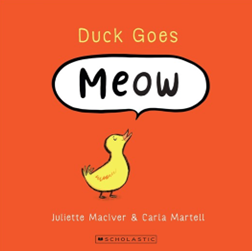 Duck Goes
Meow
Juliette MacIver & Carla Martell
SCHOLASTIC